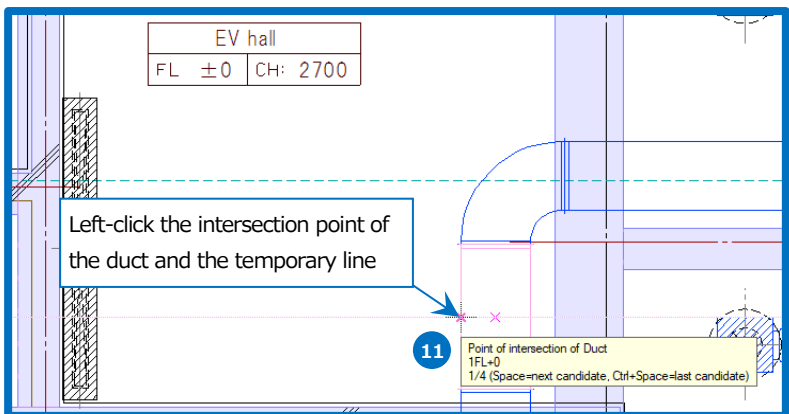 EV hall
FL ±0 CH: 2700
Left-click the intersection point of
the duct and the temporary line
11
Point of intersection of Duct
1FL+0
1/4 (Space=next candidate, Ctrl+Space=last candidate)